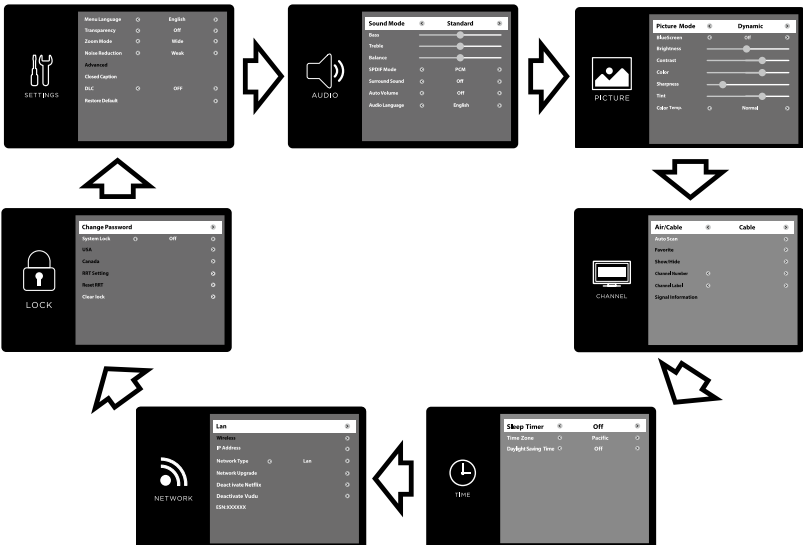 SETTINGS
Menu Language English
Transparency Off
Zoom Mode Wide
Noise Reduction Weak
Advanced
Closed Caption
DLC OFF
Restore Default
AUDIO
Sound Mode Standard
Bass
Treble
Balance
SPDIF Mode PCM
Surround Sound Off
Auto Volume Off
Audio Language English
PICTURE
Picture Mode Dynamic
BlueScreen Off
Brightness
Contrast
Color
Sharpness
Tint
Color Temp. Normal
LOCK
Change Password
System Lock Off
USA
Canada
RRT Setting
Reset RRT
Clear lock
CHANNEL
Air/Cable Cable
Auto Scan
Favorite
Show/Hide
Channel Number
Channel Label
Signal Information
NETWORK
Lan
Wireless
IP Address
Network Type Lan
Network Upgrade
Deactivate Netflie
Deactivate Vudu
ESN:XXXXXX
TIME
Sleep Timer Off
Time Zone Pacific
Daylight Saving Time Off